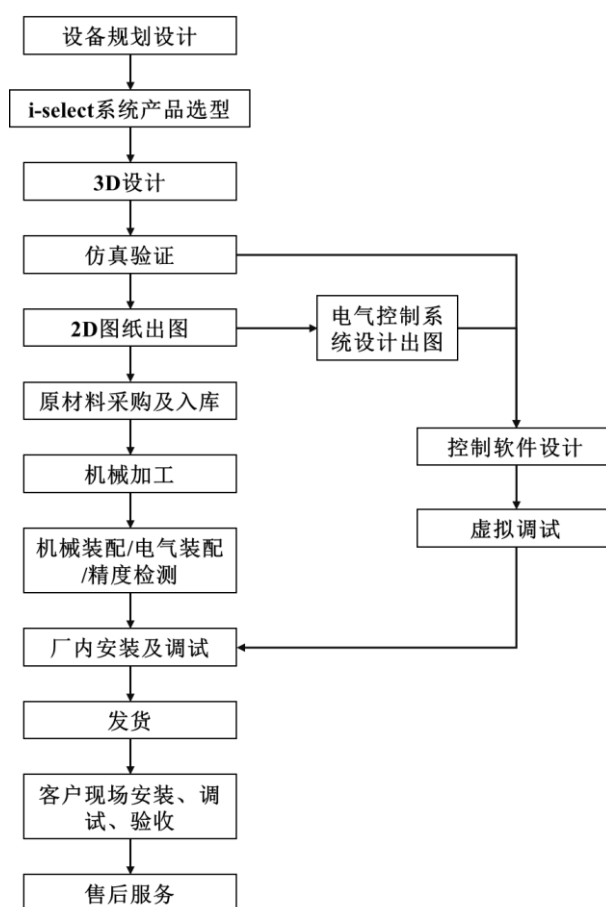 设备规划设计
i-select系统产品选型
3D设计
仿真验证
2D图纸出图
电气控制系
统设计出图
原材料采购及入库
控制软件设计
机械加工
虚拟调试
机械装配/电气装配
/精度检测
厂内安装及调试
发货
客户现场安装、调
试、验收
售后服务